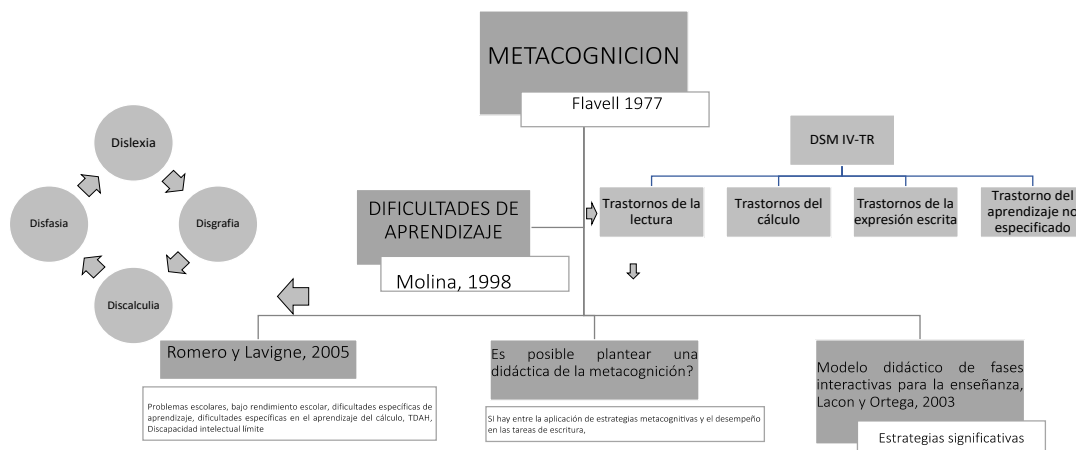 METACOGNICION
Flavell 1977
DSM IV-TR
Dislexia
Disgrafia
Discalculia
Disfasia
DIFICULTADES DE
APRENDIZAJE
Molina, 1998
Trastornos de la
lectura
Trastornos del
cálculo
Trastornos de la
expresión escrita
Trastorno del
aprendizaje no
especificado
Romero y Lavigne, 2005
Problemas escolares, bajo rendimiento escolar, dificultades específicas de
aprendizaje, dificultades específicas en el aprendizaje del cálculo, TDAH,
Discapacidad intelectual límite
Es posible plantear una
didáctica de la metacognición?
SI hay entre la aplicación de estrategias metacognitivas y el desempeño
en las tareas de escritura,
Modelo didáctico de fases
interactivas para la enseñanza,
Lacon y Ortega, 2003
Estrategias significativas